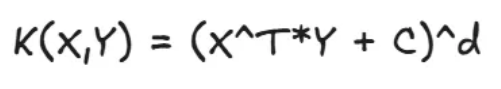 K(X,Y) = (X^T*Y + C)^d